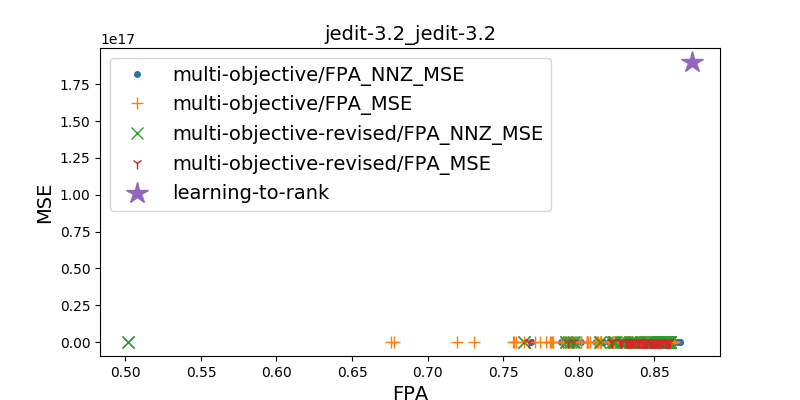 jedit-3.2_jedit-3.2
1e17
1.75
1.50
1.25
1.00
0.75
0.50
0.25
0.00
MSE
multi-objective/FPA_NNZ_MSE
multi-objective/FPA_MSE
multi-objective-revised/FPA_NNZ_MSE
multi-objective-revised/FPA_MSE
learning-to-rank
0.50 0.55 0.60 0.65 0.70 0.75 0.80 0.85
FPA